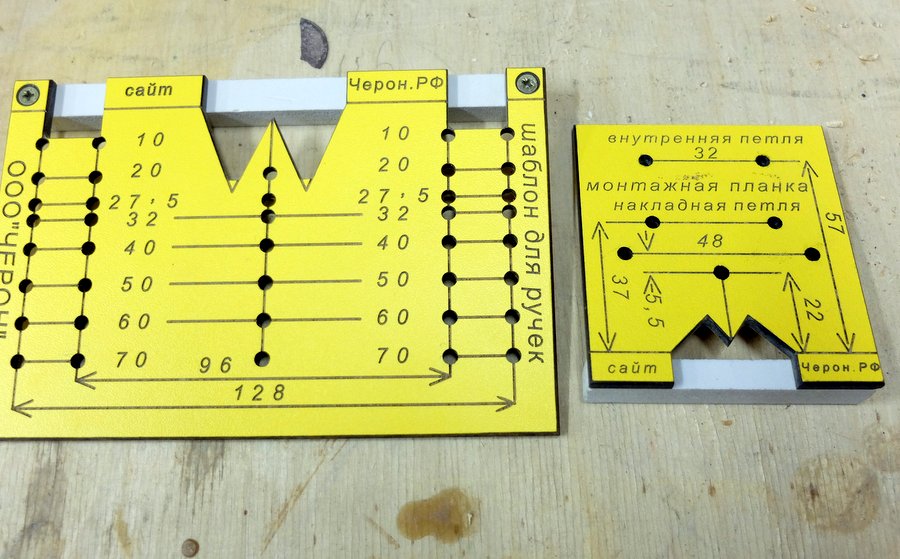 сайт
Черон.РФ
10 10
20 20
27,5 27,5
32 32
40 40
50 50
60 60
70 70
96
128
ООО"ЧЕРОН"
шаблон для ручек
внутренняя петля
32
монтажная планка
накладная петля
48
37
5,5
22
57
сайт
Черон.РФ